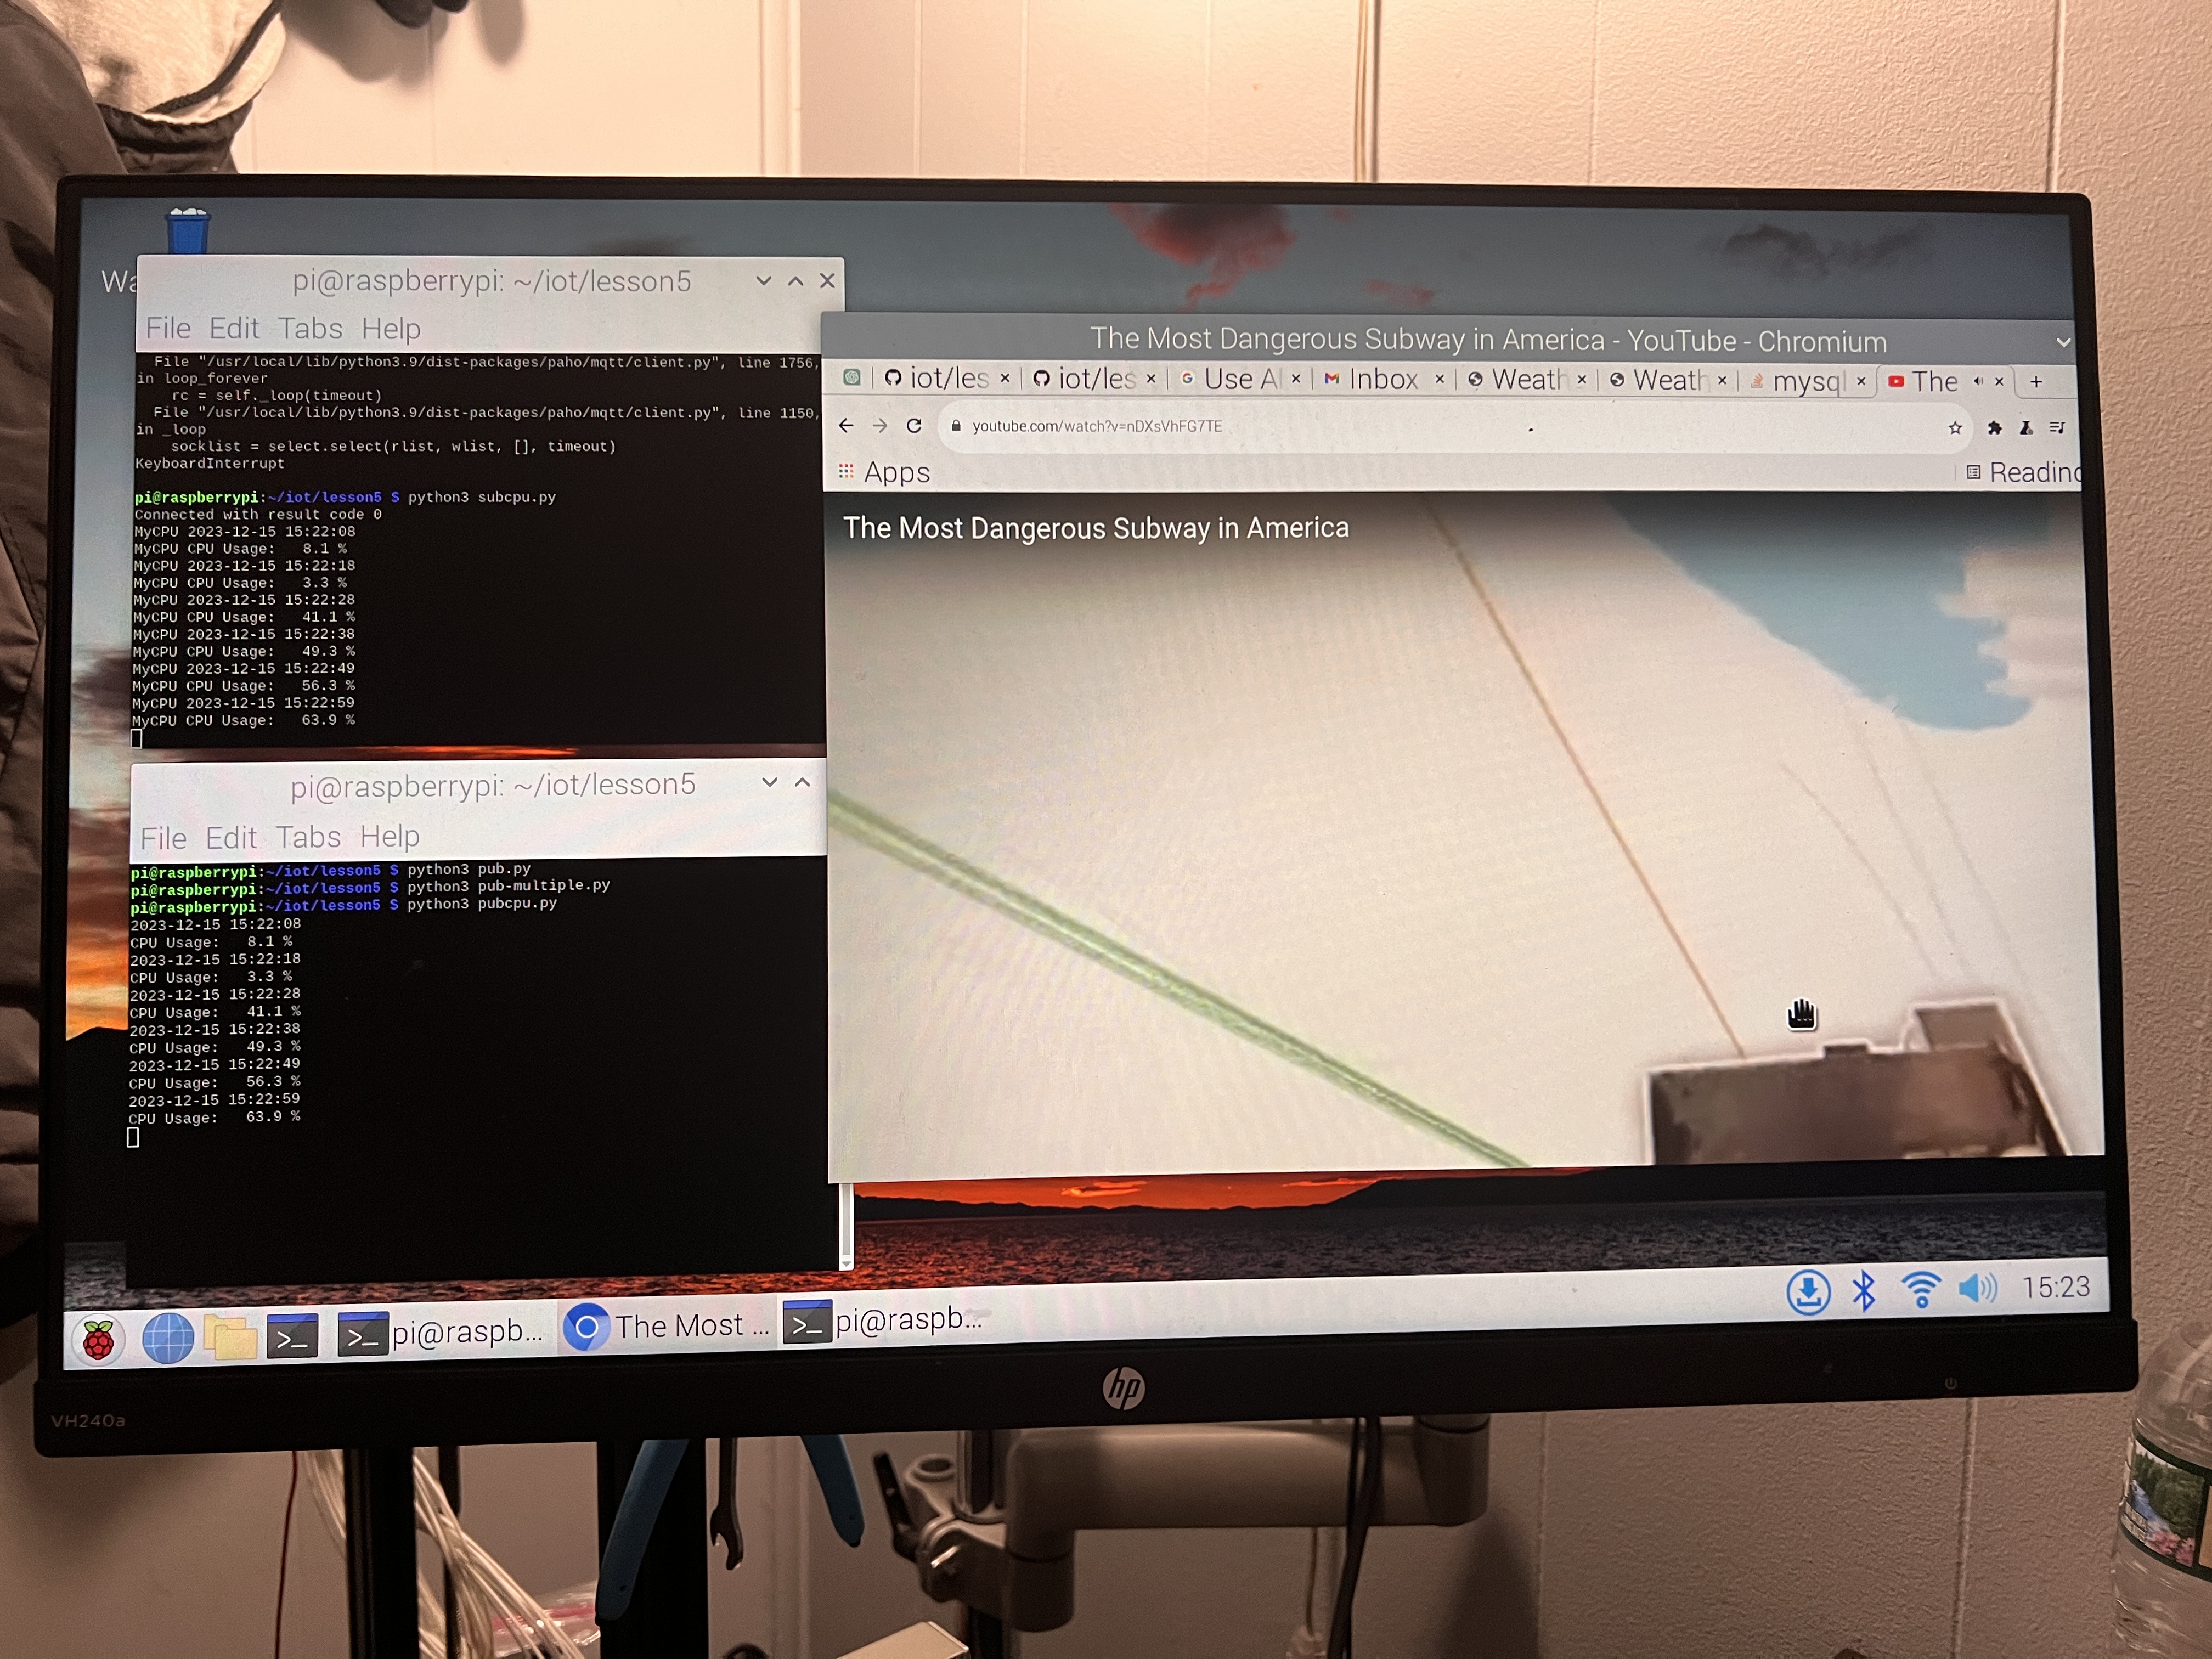 Wa
pi@raspberrypi: ~/iot/lesson5
File Edit Tabs Help
File "/usr/local/lib/python3.9/dist-packages/paho/mqtt/client.py", line 1756,
in loop_forever
rc = self._loop(timeout)
File "/usr/local/lib/python3.9/dist-packages/paho/mqtt/client.py", line 1150,
in _loop
socklist = select.select(rlist, wlist, [], timeout)
KeyboardInterrupt
pi@raspberrypi:~/iot/lesson5 $ python3 subcpu.py
Connected with result code 0
MyCPU 2023-12-15 15:22:08
MyCPU CPU Usage: 8.1 %
MyCPU 2023-12-15 15:22:18
MyCPU CPU Usage: 3.3 %
MyCPU 2023-12-15 15:22:28
MyCPU CPU Usage: 41.1 %
MyCPU 2023-12-15 15:22:38
MyCPU CPU Usage: 49.3 %
MyCPU 2023-12-15 15:22:49
MyCPU CPU Usage: 56.3 %
MyCPU 2023-12-15 15:22:59
MyCPU CPU Usage: 63.9 %
pi@raspberrypi: ~/iot/lesson5
File Edit Tabs Help
pi@raspberrypi:~/iot/lesson5 $ python3 pub.py
pi@raspberrypi:~/iot/lesson5 $ python3 pub-multiple.py
pi@raspberrypi:~/iot/lesson5 $ python3 pubcpu.py
2023-12-15 15:22:08
CPU Usage: 8.1 %
2023-12-15 15:22:18
CPU Usage: 3.3 %
2023-12-15 15:22:28
CPU Usage: 41.1 %
2023-12-15 15:22:38
CPU Usage: 49.3 %
2023-12-15 15:22:49
CPU Usage: 56.3 %
2023-12-15 15:22:59
CPU Usage: 63.9 %
The Most Dangerous Subway in America - YouTube - Chromium
iot/les iot/les Use A Inbox Weath Weath mysq The
youtube.com/watch?v=nDXsVhFG7TE
Apps Reading
The Most Dangerous Subway in America
pi@raspb... The Most ... pi@raspb... 15:23
hp
VH240a